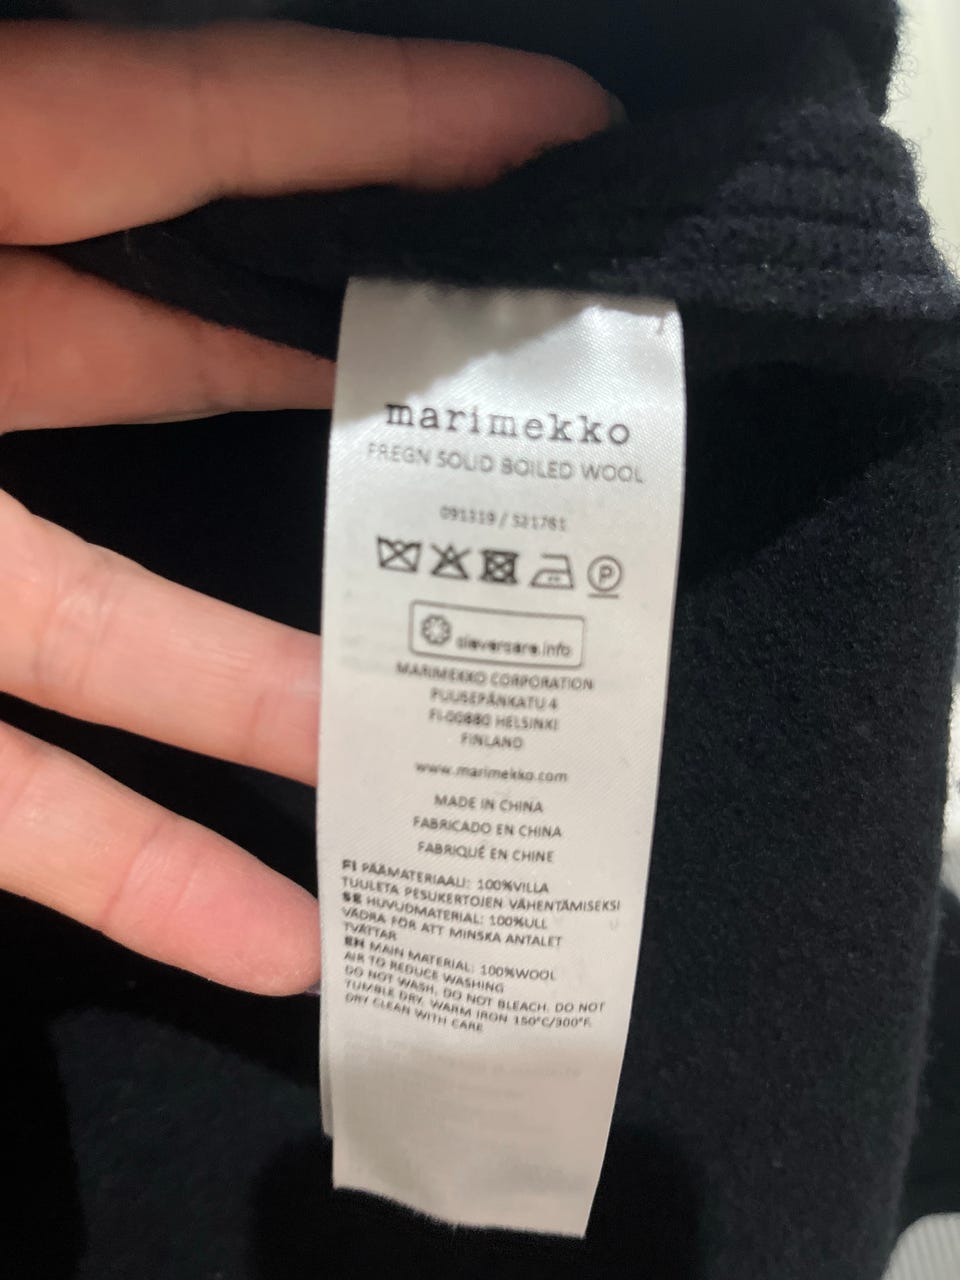 marimekko
FREGN SOLID BOILED WOOL
091319 / 521761
P
clevercare.info
MARIMEKKO CORPORATION
PUUSEPÄNKATU 4
FI-00880 HELSINKI
FINLAND
www.marimekko.com
MADE IN CHINA
FABRICADO EN CHINA
FABRIQUÉ EN CHINE
FI PÄÄMATERIAALI: 100%VILLA
TUULETA PESUKERTOJEN VÄHENTÄMISEKSI
SE HUVUDMATERIAL: 100%ULL
VÄDRA FÖR ATT MINSKA ANTALET
TVÄTTAR
EN MAIN MATERIAL: 100%WOOL
AIR TO REDUCE WASHING
DO NOT WASH, DO NOT BLEACH, DO NOT
TUMBLE DRY, WARM IRON 150°C/300°F,
DRY CLEAN WITH CARE